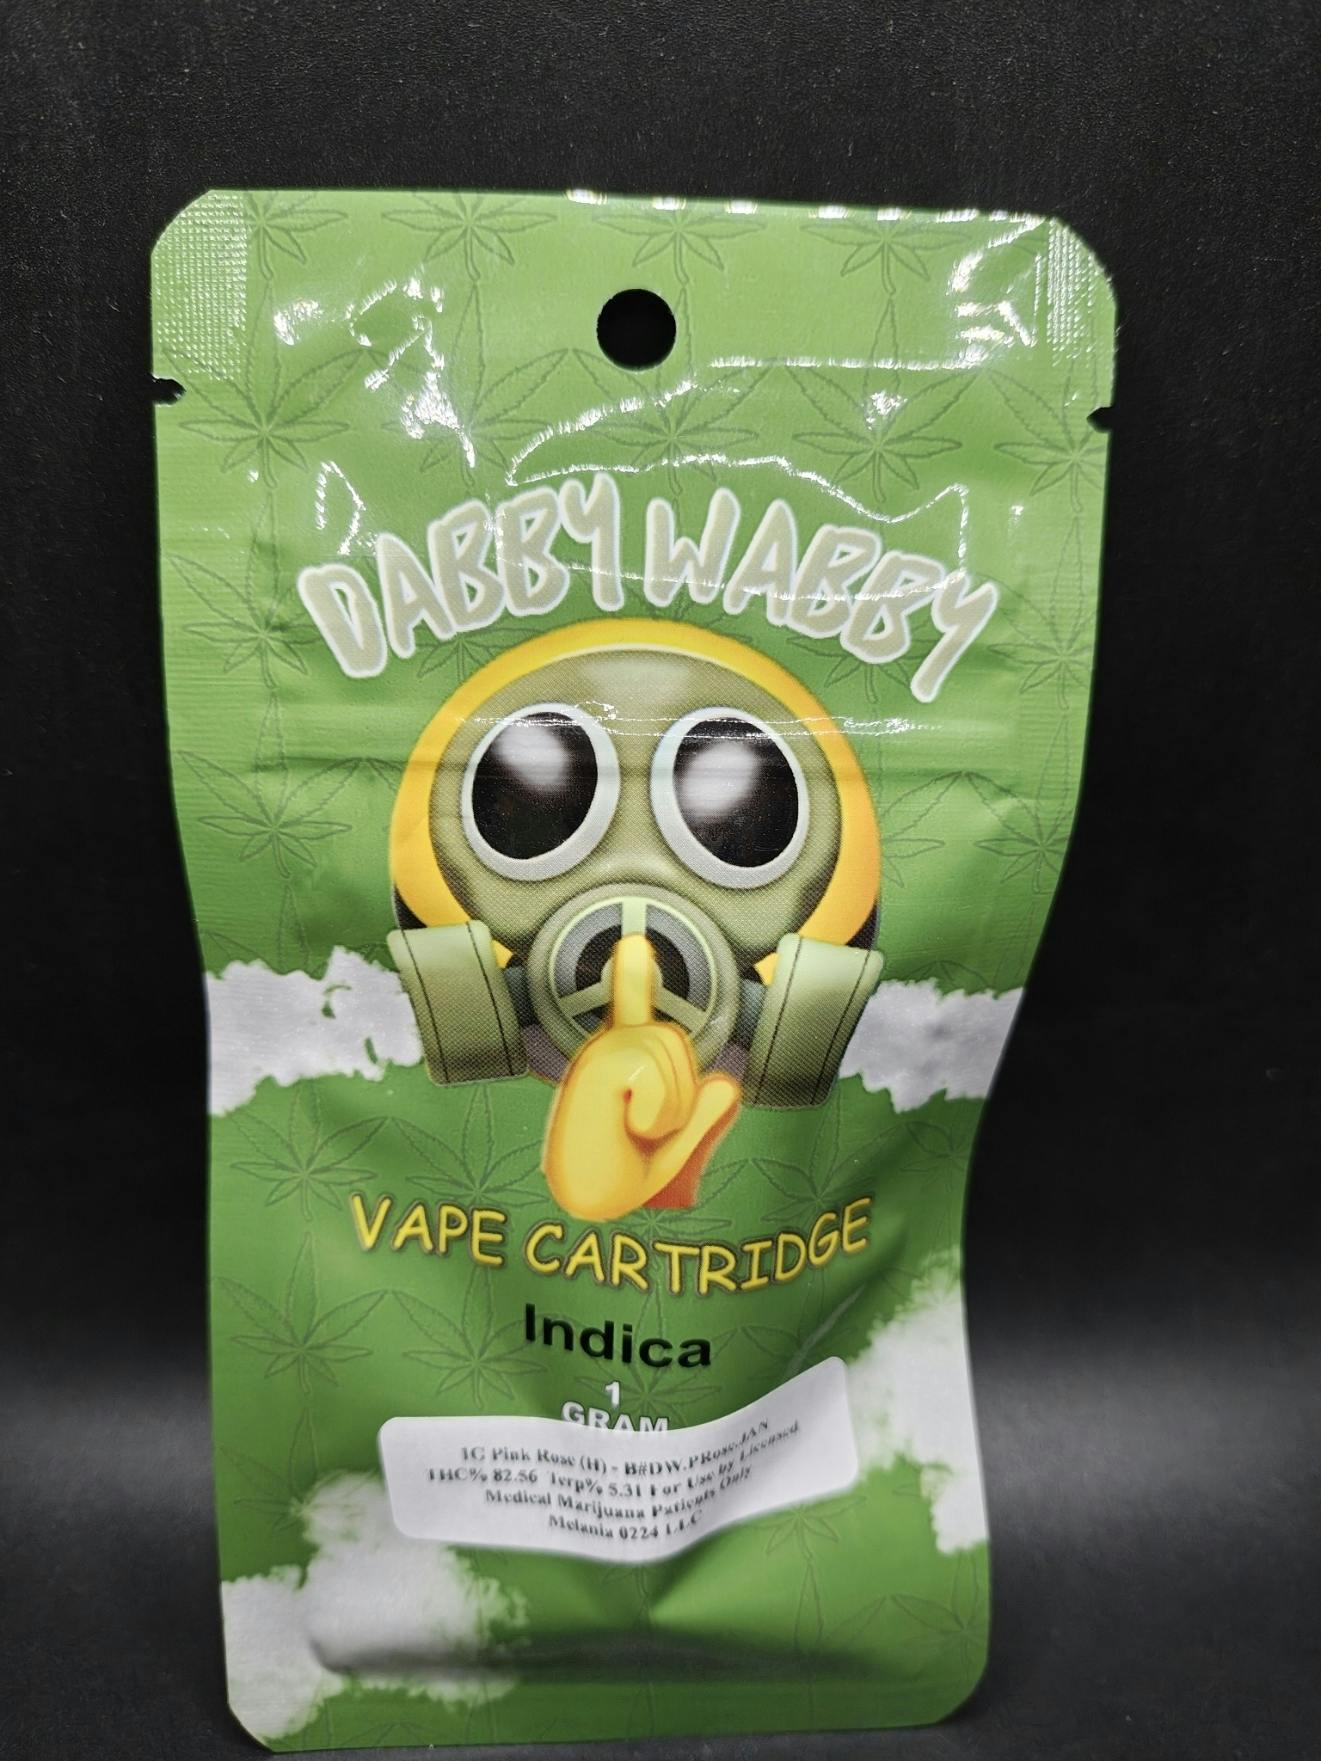 DABBY WABBY
VAPE CARTRIDGE
Indica
1
GRAM
1G Pink Rose (H) - B#DW.PRose.JAN
THC% 82.56 Terp% 5.31 For Use by Licensed
Medical Marijuana Patients Only
Melania 0224 LLC